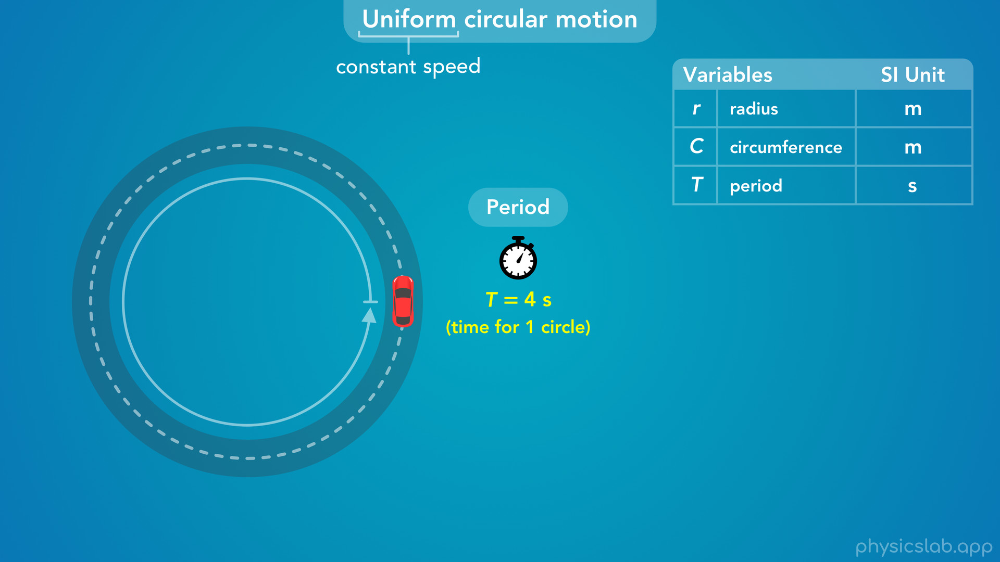 Uniform circular motion
constant speed
Variables SI Unit
r radius m
C circumference m
T period s
Period
T = 4 s
(time for 1 circle)
physicslab.app